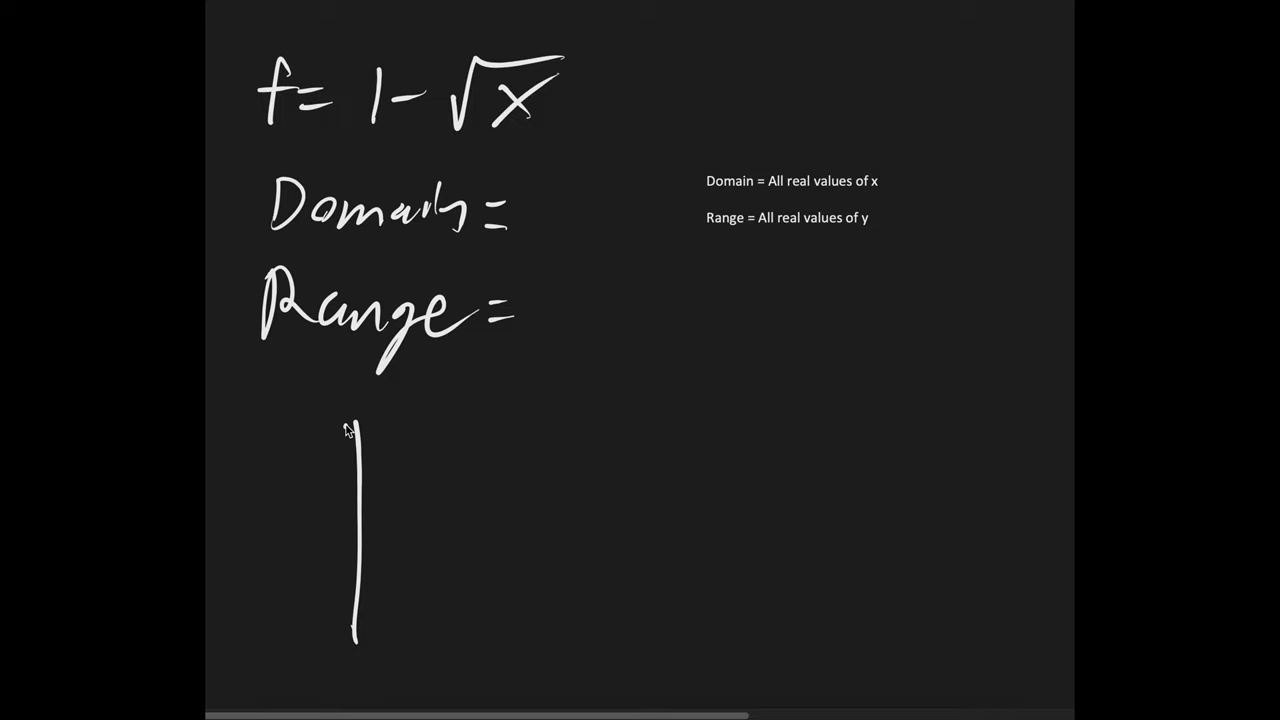 f= 1-√x
Domain=
Range=
Domain = All real values of x
Range = All real values of y